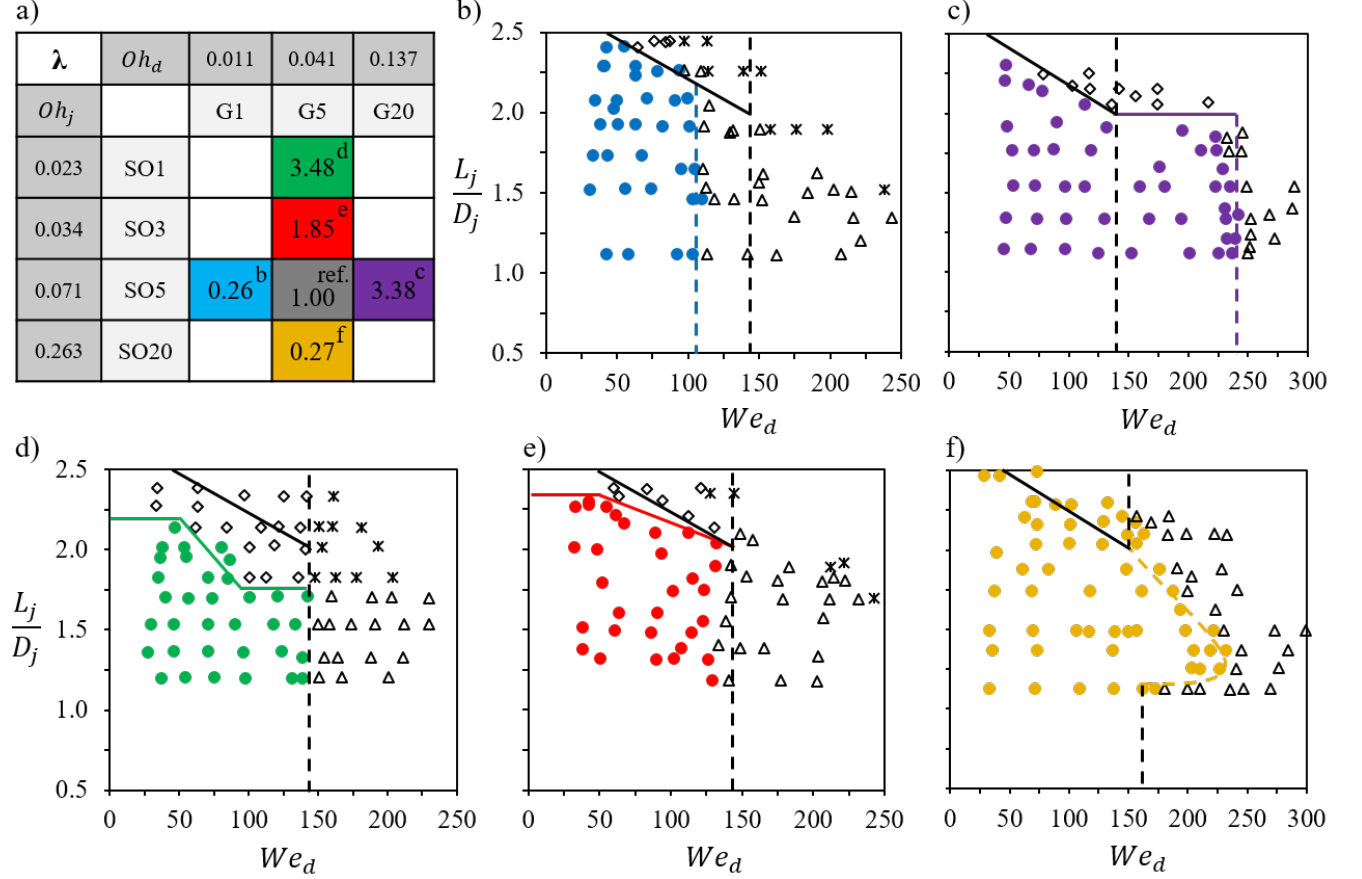 a)
λ Oh_d 0.011 0.041 0.137
Oh_j G1 G5 G20
0.023 SO1 3.48 d
0.034 SO3 1.85 e
0.071 SO5 0.26 b ref. 1.00 3.38 c
0.263 SO20 0.27 f
b)
L_j
D_j
2.5
2.0
1.5
1.0
0.5
0 50 100 150 200 250
We_d
c)
0 50 100 150 200 250 300
We_d
d)
L_j
D_j
2.5
2.0
1.5
1.0
0.5
0 50 100 150 200 250
We_d
e)
0 50 100 150 200 250
We_d
f)
0 50 100 150 200 250 300
We_d